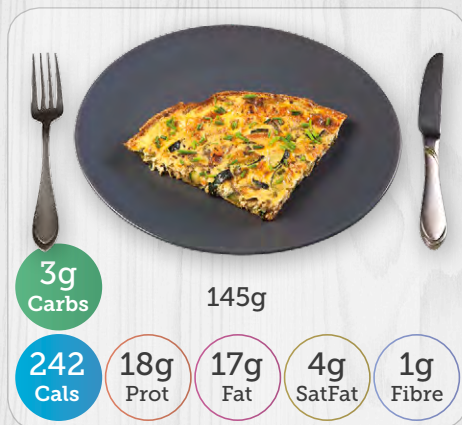 3g
Carbs
145g
242
Cals
18g
Prot
17g
Fat
4g
SatFat
1g
Fibre